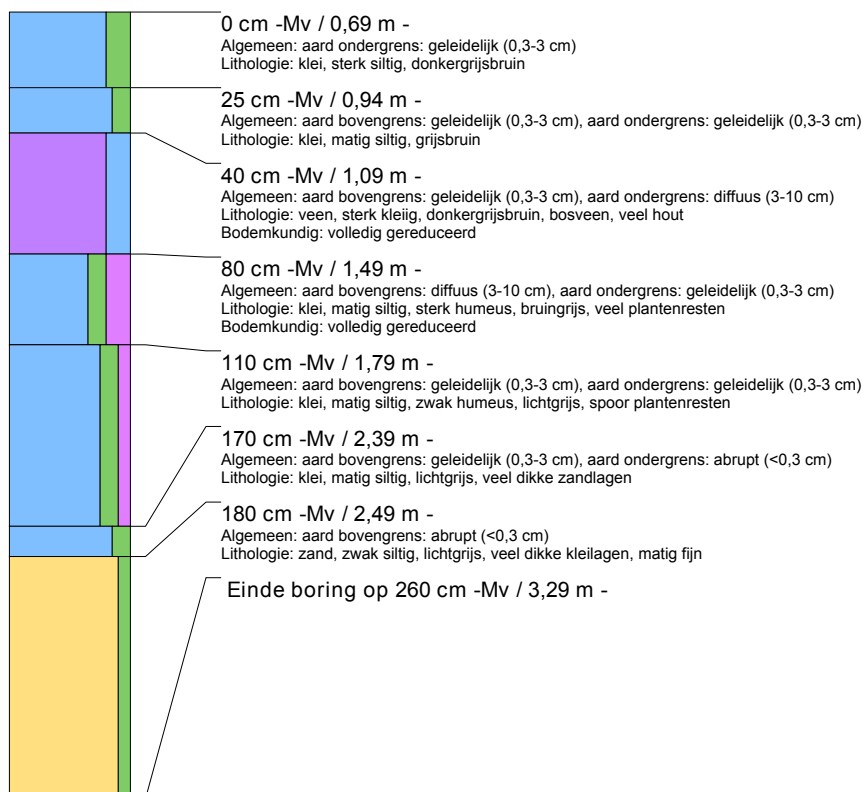 0 cm -Mv / 0,69 m -
Algemeen: aard ondergrens: geleidelijk (0,3-3 cm)
Lithologie: klei, sterk siltig, donkergrijsbruin
25 cm -Mv / 0,94 m -
Algemeen: aard bovengrens: geleidelijk (0,3-3 cm), aard ondergrens: geleidelijk (0,3-3 cm)
Lithologie: klei, matig siltig, grijsbruin
40 cm -Mv / 1,09 m -
Algemeen: aard bovengrens: geleidelijk (0,3-3 cm), aard ondergrens: diffuus (3-10 cm)
Lithologie: veen, sterk kleiig, donkergrijsbruin, bosveen, veel hout
Bodemkundig: volledig gereduceerd
80 cm -Mv / 1,49 m -
Algemeen: aard bovengrens: diffuus (3-10 cm), aard ondergrens: geleidelijk (0,3-3 cm)
Lithologie: klei, matig siltig, sterk humeus, bruingrijs, veel plantenresten
Bodemkundig: volledig gereduceerd
110 cm -Mv / 1,79 m -
Algemeen: aard bovengrens: geleidelijk (0,3-3 cm), aard ondergrens: geleidelijk (0,3-3 cm)
Lithologie: klei, matig siltig, zwak humeus, lichtgrijs, spoor plantenresten
170 cm -Mv / 2,39 m -
Algemeen: aard bovengrens: geleidelijk (0,3-3 cm), aard ondergrens: abrupt (<0,3 cm)
Lithologie: klei, matig siltig, lichtgrijs, veel dikke zandlagen
180 cm -Mv / 2,49 m -
Algemeen: aard bovengrens: abrupt (<0,3 cm)
Lithologie: zand, zwak siltig, lichtgrijs, veel dikke kleilagen, matig fijn
Einde boring op 260 cm -Mv / 3,29 m -